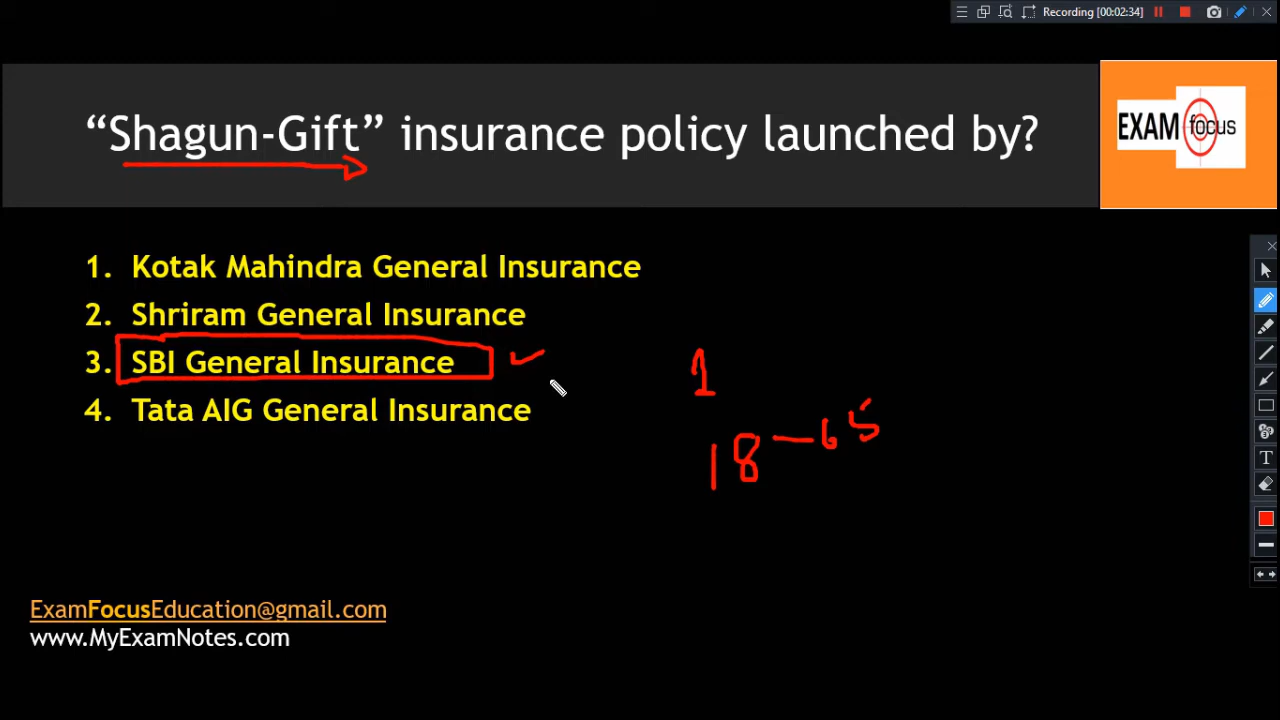 Recording [00:02:34]
“Shagun-Gift” insurance policy launched by?
EXAM focus
1. Kotak Mahindra General Insurance
2. Shriram General Insurance
3. SBI General Insurance
4. Tata AIG General Insurance
1
18 — 65
ExamFocusEducation@gmail.com
www.MyExamNotes.com